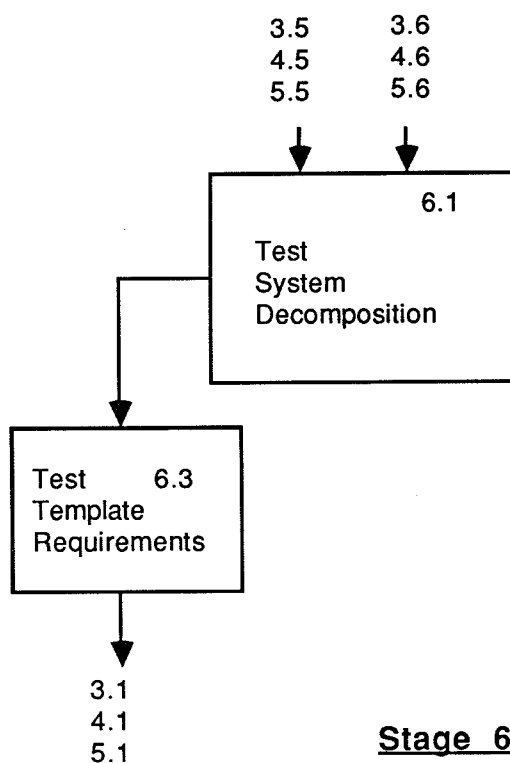 3.5 3.6
4.5 4.6
5.5 5.6
6.1
Test
System
Decomposition
Test 6.3
Template
Requirements
3.1
4.1
5.1
Stage 6